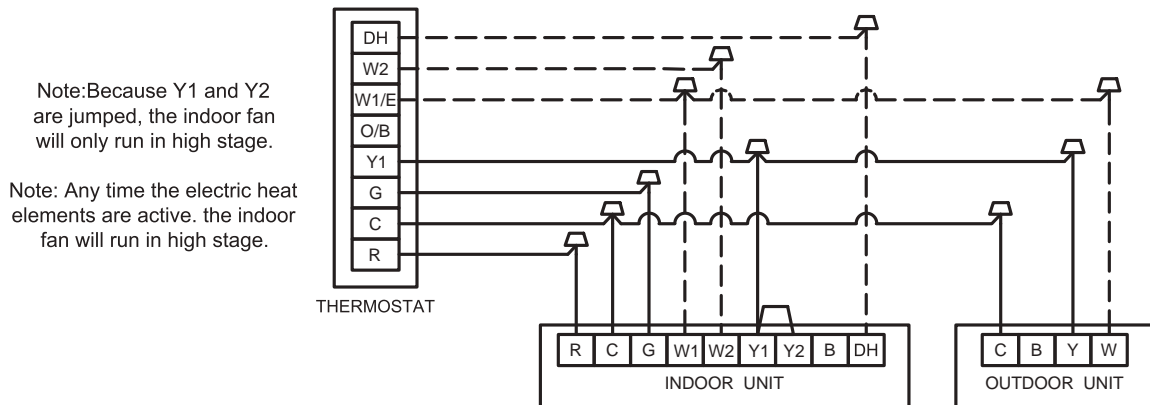 Note:Because Y1 and Y2
are jumped, the indoor fan
will only run in high stage.
Note: Any time the electric heat
elements are active. the indoor
fan will run in high stage.
DH
W2
W1/E
O/B
Y1
G
C
R
THERMOSTAT
R C G W1 W2 Y1 Y2 B DH
INDOOR UNIT
C B Y W
OUTDOOR UNIT